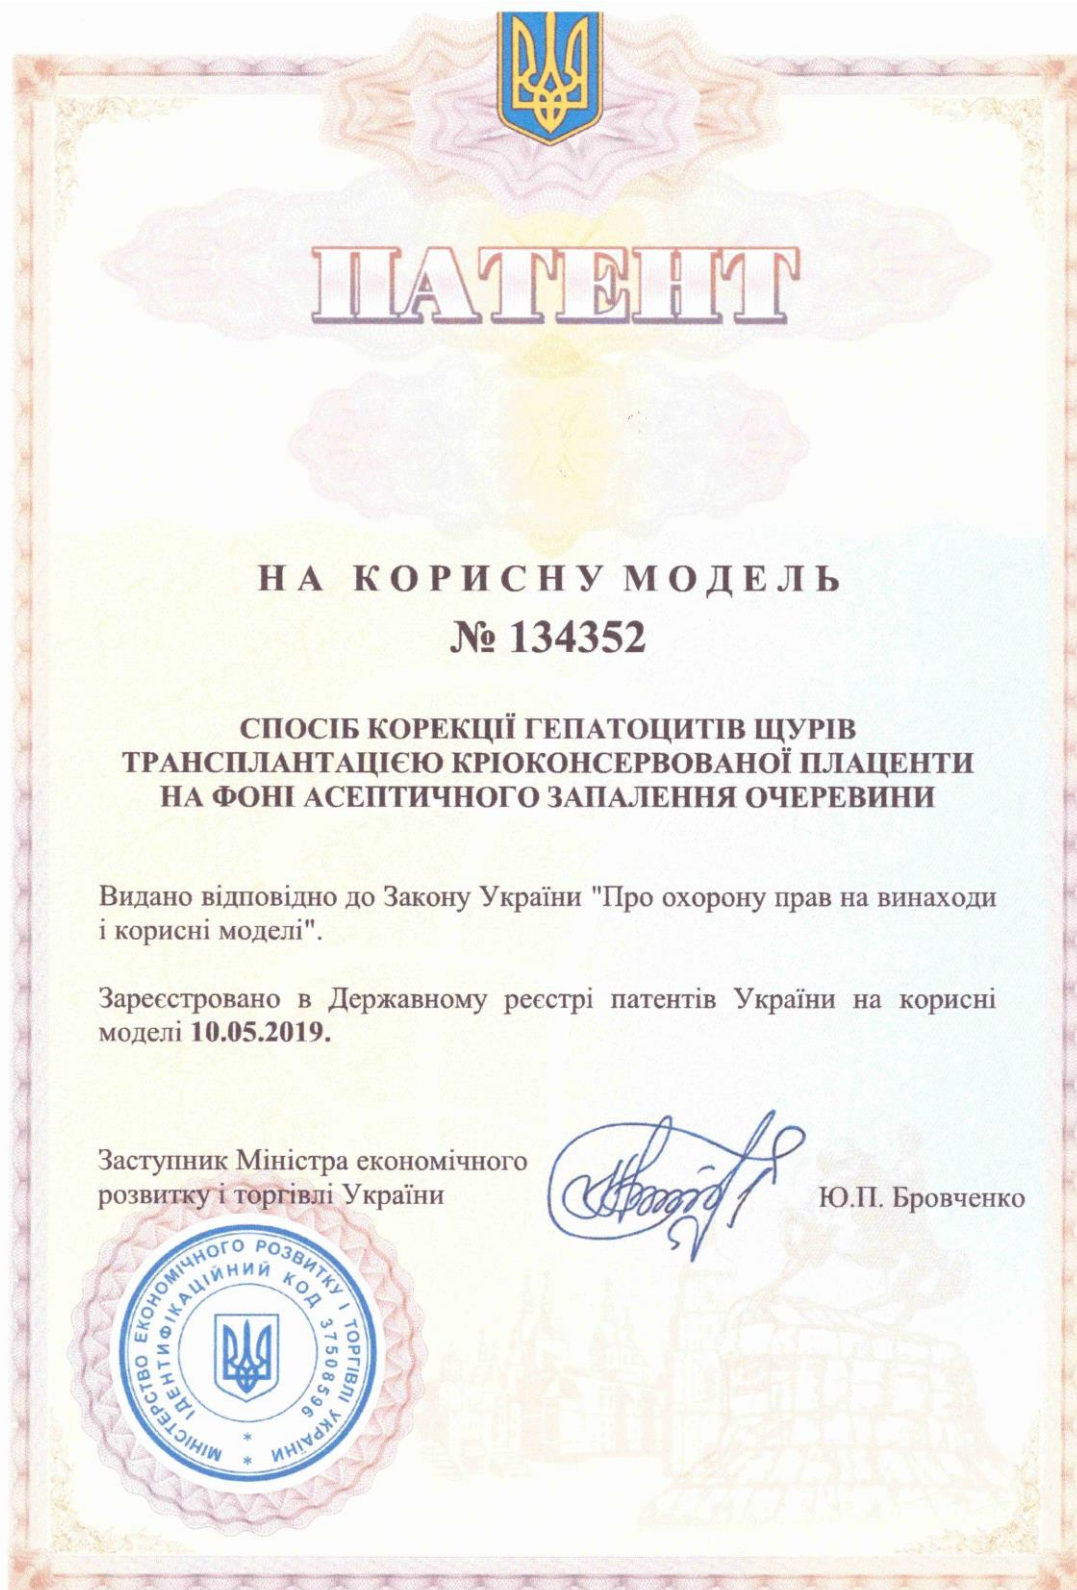 ПАТЕНТ
НА КОРИСНУ МОДЕЛЬ
№ 134352
СПОСІБ КОРЕКЦІЇ ГЕПАТОЦИТІВ ЩУРІВ
ТРАНСПЛАНТАЦІЄЮ КРІОКОНСЕРВОВАНОЇ ПЛАЦЕНТИ
НА ФОНІ АСЕПТИЧНОГО ЗАПАЛЕННЯ ОЧЕРЕВИНИ
Видано відповідно до Закону України "Про охорону прав на винаходи
і корисні моделі".
Зареєстровано в Державному реєстрі патентів України на корисні
моделі 10.05.2019.
Заступник Міністра економічного
розвитку і торгівлі України
Ю.П. Бровченко
МІНІСТЕРСТВО ЕКОНОМІЧНОГО РОЗВИТКУ І ТОРГІВЛІ УКРАЇНИ
ІДЕНТИФІКАЦІЙНИЙ КОД 37508596